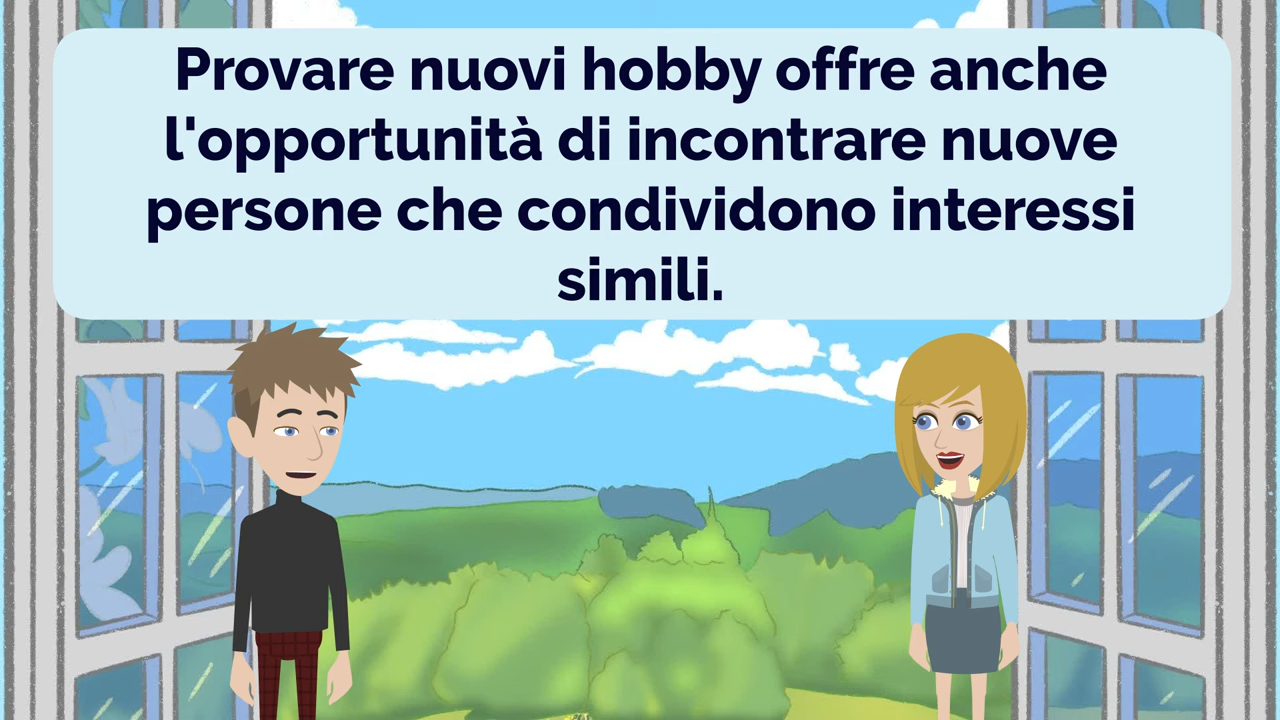 Provare nuovi hobby offre anche
l'opportunità di incontrare nuove
persone che condividono interessi
simili.